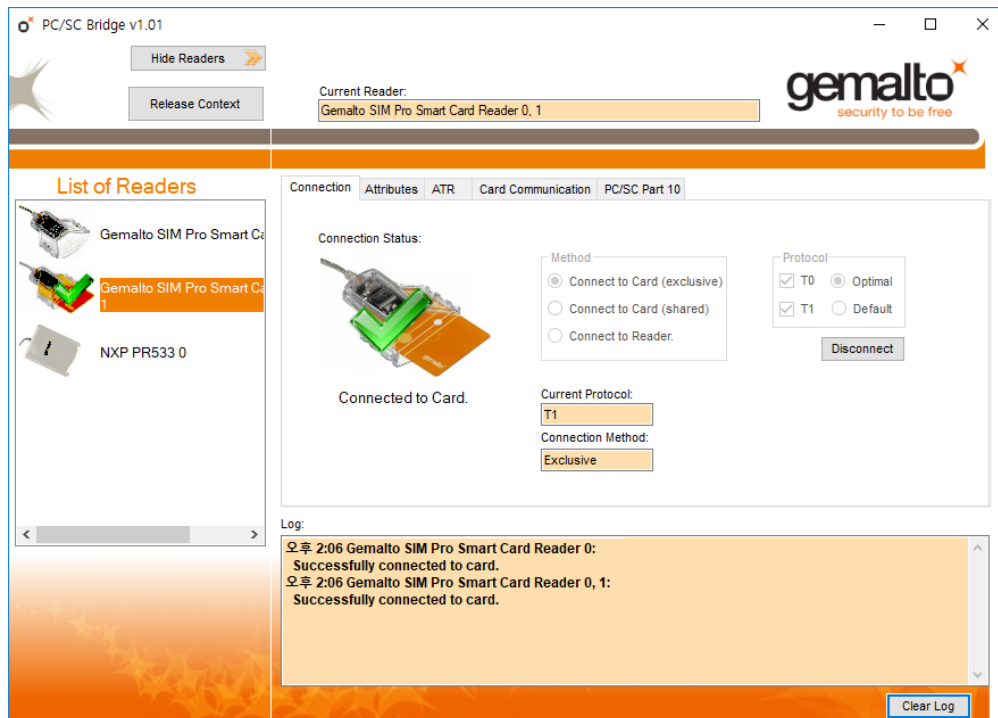 PC/SC Bridge v1.01
Hide Readers
Release Context
Current Reader:
Gemalto SIM Pro Smart Card Reader 0, 1
gemalto
security to be free
List of Readers
Gemalto SIM Pro Smart Ca
Gemalto SIM Pro Smart Ca
1
NXP PR533 0
Connection Attributes ATR Card Communication PC/SC Part 10
Connection Status:
gemalto
Connected to Card.
Method
Connect to Card (exclusive)
Connect to Card (shared)
Connect to Reader.
Protocol
T0 Optimal
T1 Default
Disconnect
Current Protocol:
T1
Connection Method:
Exclusive
Log:
오후 2:06 Gemalto SIM Pro Smart Card Reader 0:
Successfully connected to card.
오후 2:06 Gemalto SIM Pro Smart Card Reader 0, 1:
Successfully connected to card.
Clear Log